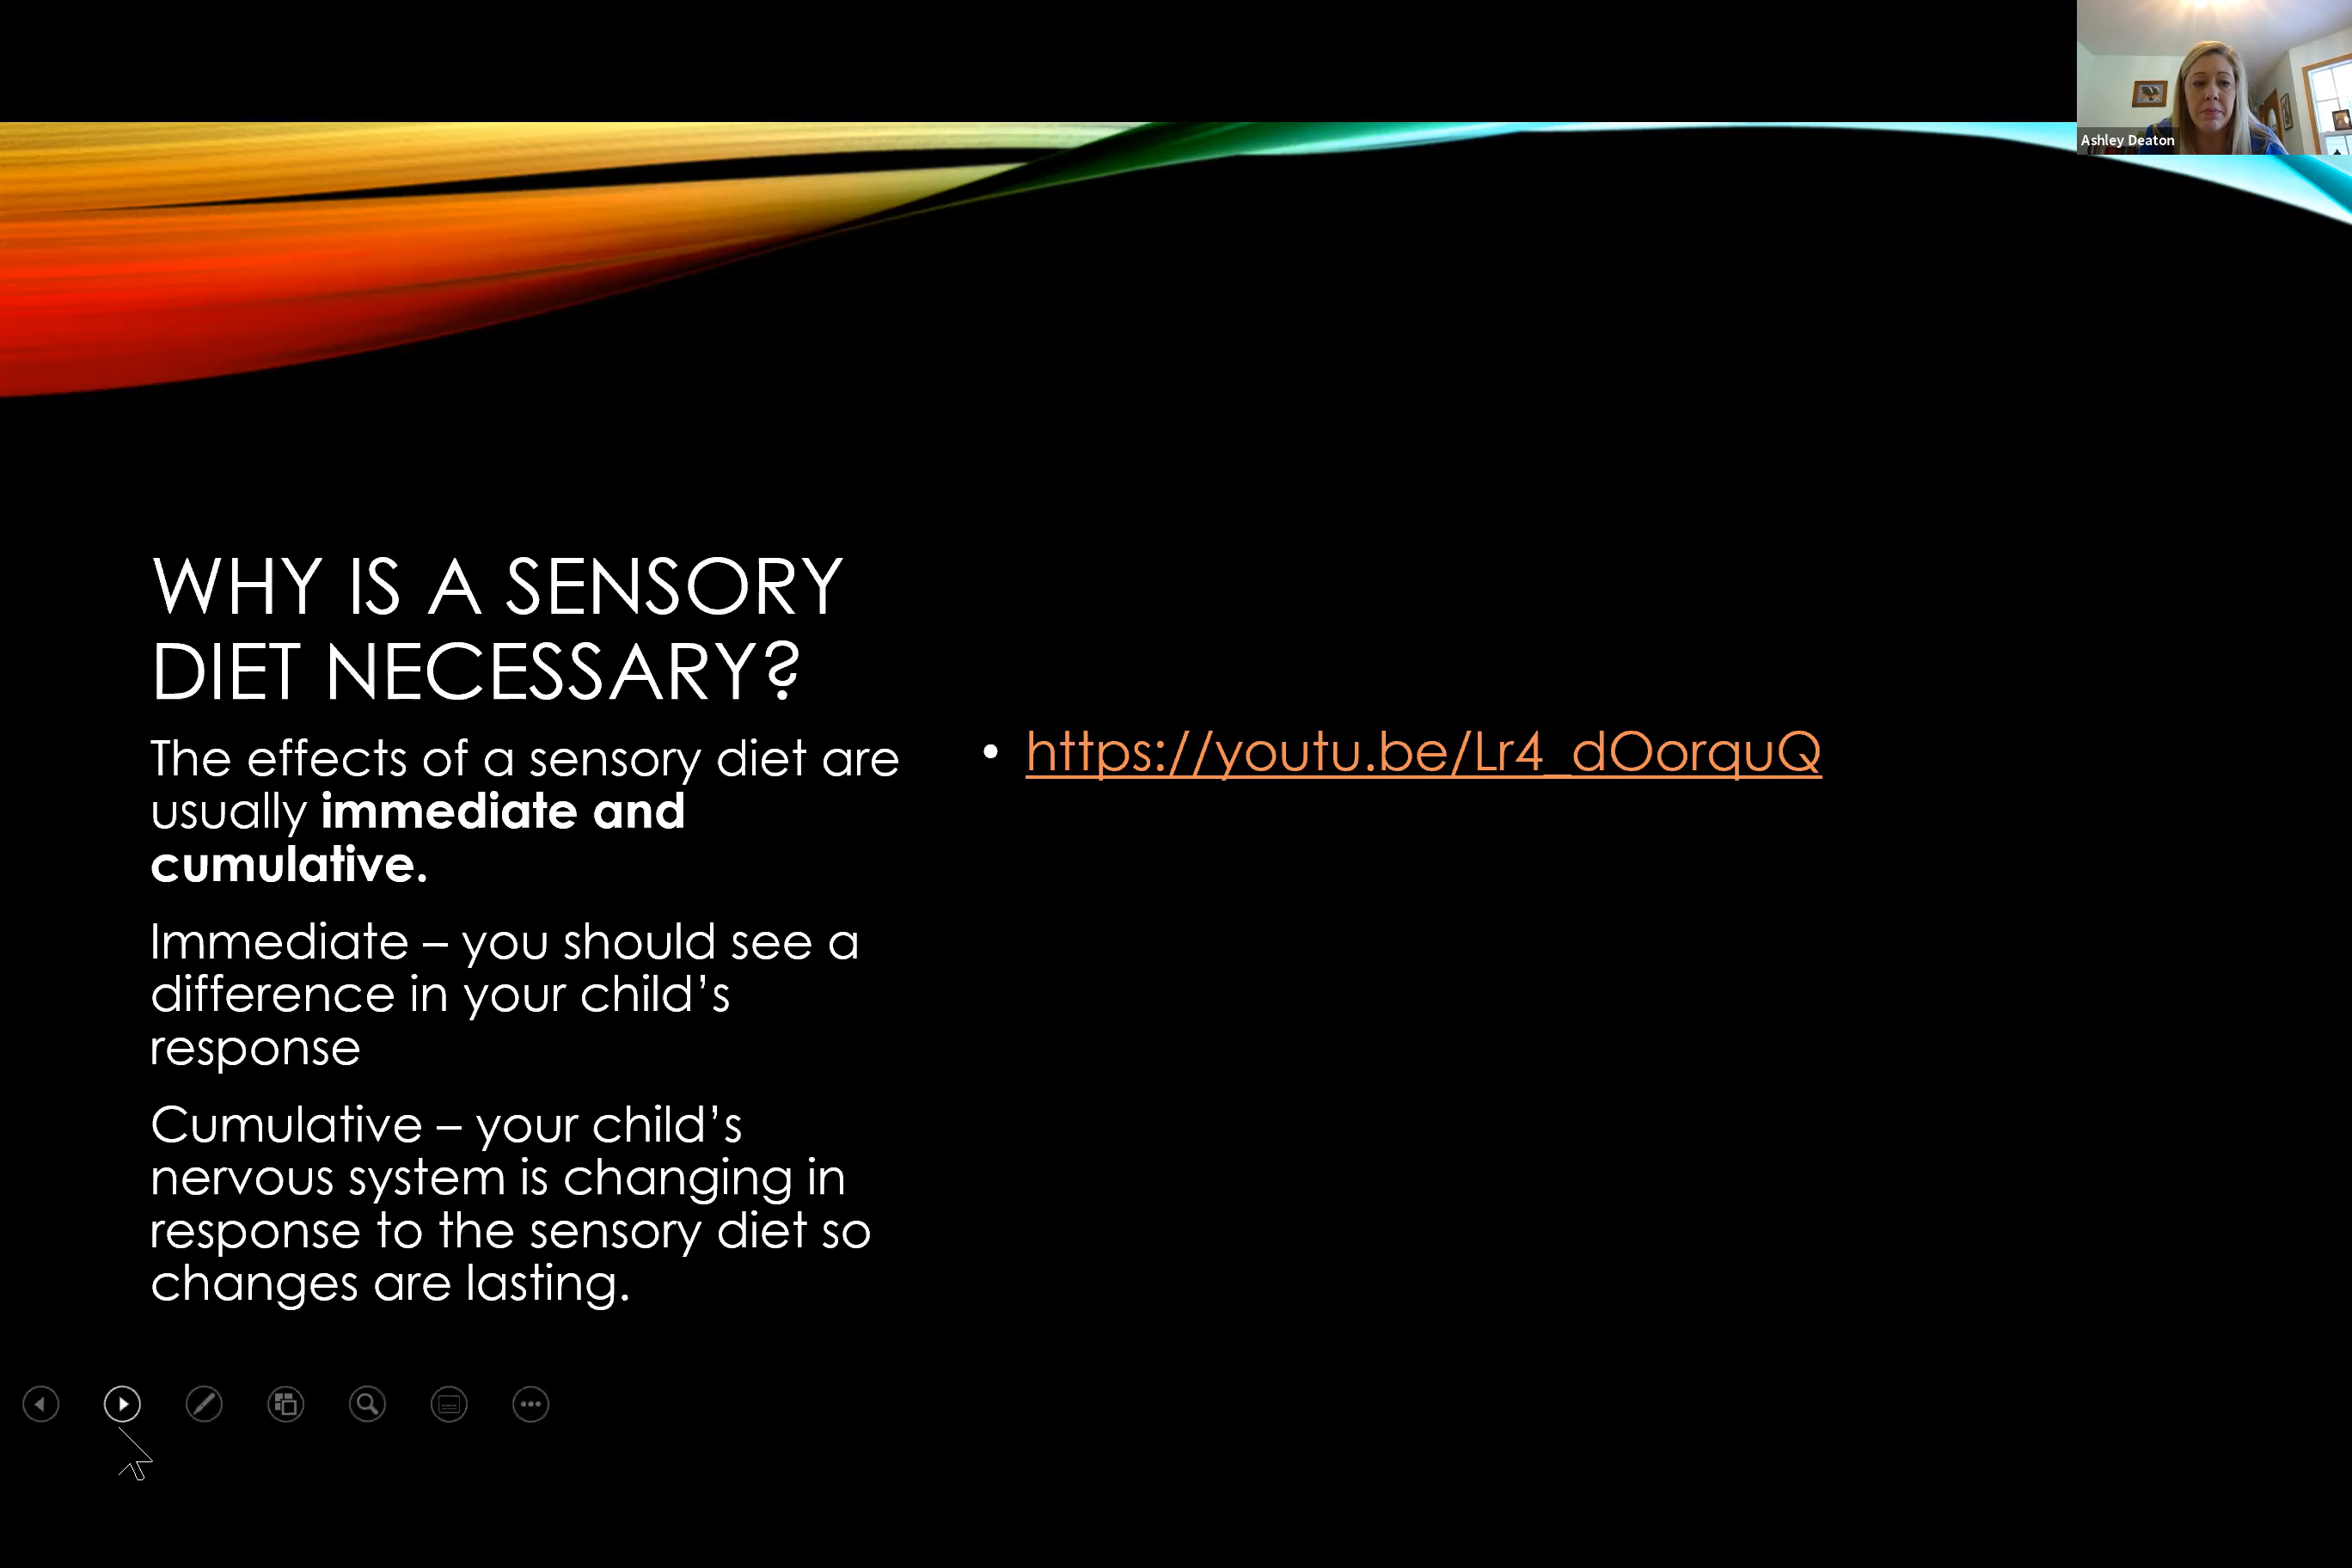 Ashley Deaton
WHY IS A SENSORY
DIET NECESSARY?
The effects of a sensory diet are
usually immediate and
cumulative.
Immediate – you should see a
difference in your child’s
response
Cumulative – your child’s
nervous system is changing in
response to the sensory diet so
changes are lasting.
• https://youtu.be/Lr4_dOorquQ